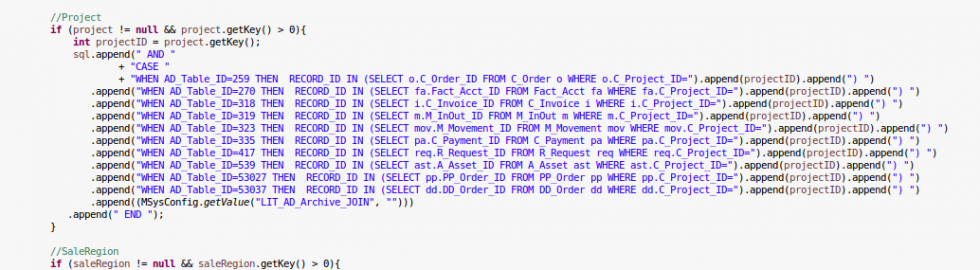 //Project
if (project != null && project.getKey() > 0){
int projectID = project.getKey();
sql.append(" AND "
+ "CASE "
+ "WHEN AD_Table_ID=259 THEN  RECORD_ID IN (SELECT o.C_Order_ID FROM C_Order o WHERE o.C_Project_ID=").append(projectID).append(") ")
.append("WHEN AD_Table_ID=270 THEN  RECORD_ID IN (SELECT fa.Fact_Acct_ID FROM Fact_Acct fa WHERE fa.C_Project_ID=").append(projectID).append(") ")
.append("WHEN AD_Table_ID=318 THEN  RECORD_ID IN (SELECT i.C_Invoice_ID FROM C_Invoice i WHERE i.C_Project_ID=").append(projectID).append(") ")
.append("WHEN AD_Table_ID=319 THEN  RECORD_ID IN (SELECT m.M_InOut_ID FROM M_InOut m WHERE m.C_Project_ID=").append(projectID).append(") ")
.append("WHEN AD_Table_ID=323 THEN  RECORD_ID IN (SELECT mov.M_Movement_ID FROM M_Movement mov WHERE mov.C_Project_ID=").append(projectID).append(") ")
.append("WHEN AD_Table_ID=335 THEN  RECORD_ID IN (SELECT pa.C_Payment_ID FROM C_Payment pa WHERE pa.C_Project_ID=").append(projectID).append(") ")
.append("WHEN AD_Table_ID=417 THEN  RECORD_ID IN (SELECT req.R_Request_ID FROM R_Request req WHERE req.C_Project_ID=").append(projectID).append(") ")
.append("WHEN AD_Table_ID=539 THEN  RECORD_ID IN (SELECT ast.A_Asset_ID FROM A_Asset ast WHERE ast.C_Project_ID=").append(projectID).append(") ")
.append("WHEN AD_Table_ID=53027 THEN  RECORD_ID IN (SELECT pp.PP_Order_ID FROM PP_Order pp WHERE pp.C_Project_ID=").append(projectID).append(") ")
.append("WHEN AD_Table_ID=53037 THEN  RECORD_ID IN (SELECT dd.DD_Order_ID FROM DD_Order dd WHERE dd.C_Project_ID=").append(projectID).append(") ")
.append((MSysConfig.getValue("LIT_AD_Archive_JOIN", "")))
.append(" END ");
}
//SaleRegion
if (saleRegion != null && saleRegion.getKey() > 0){